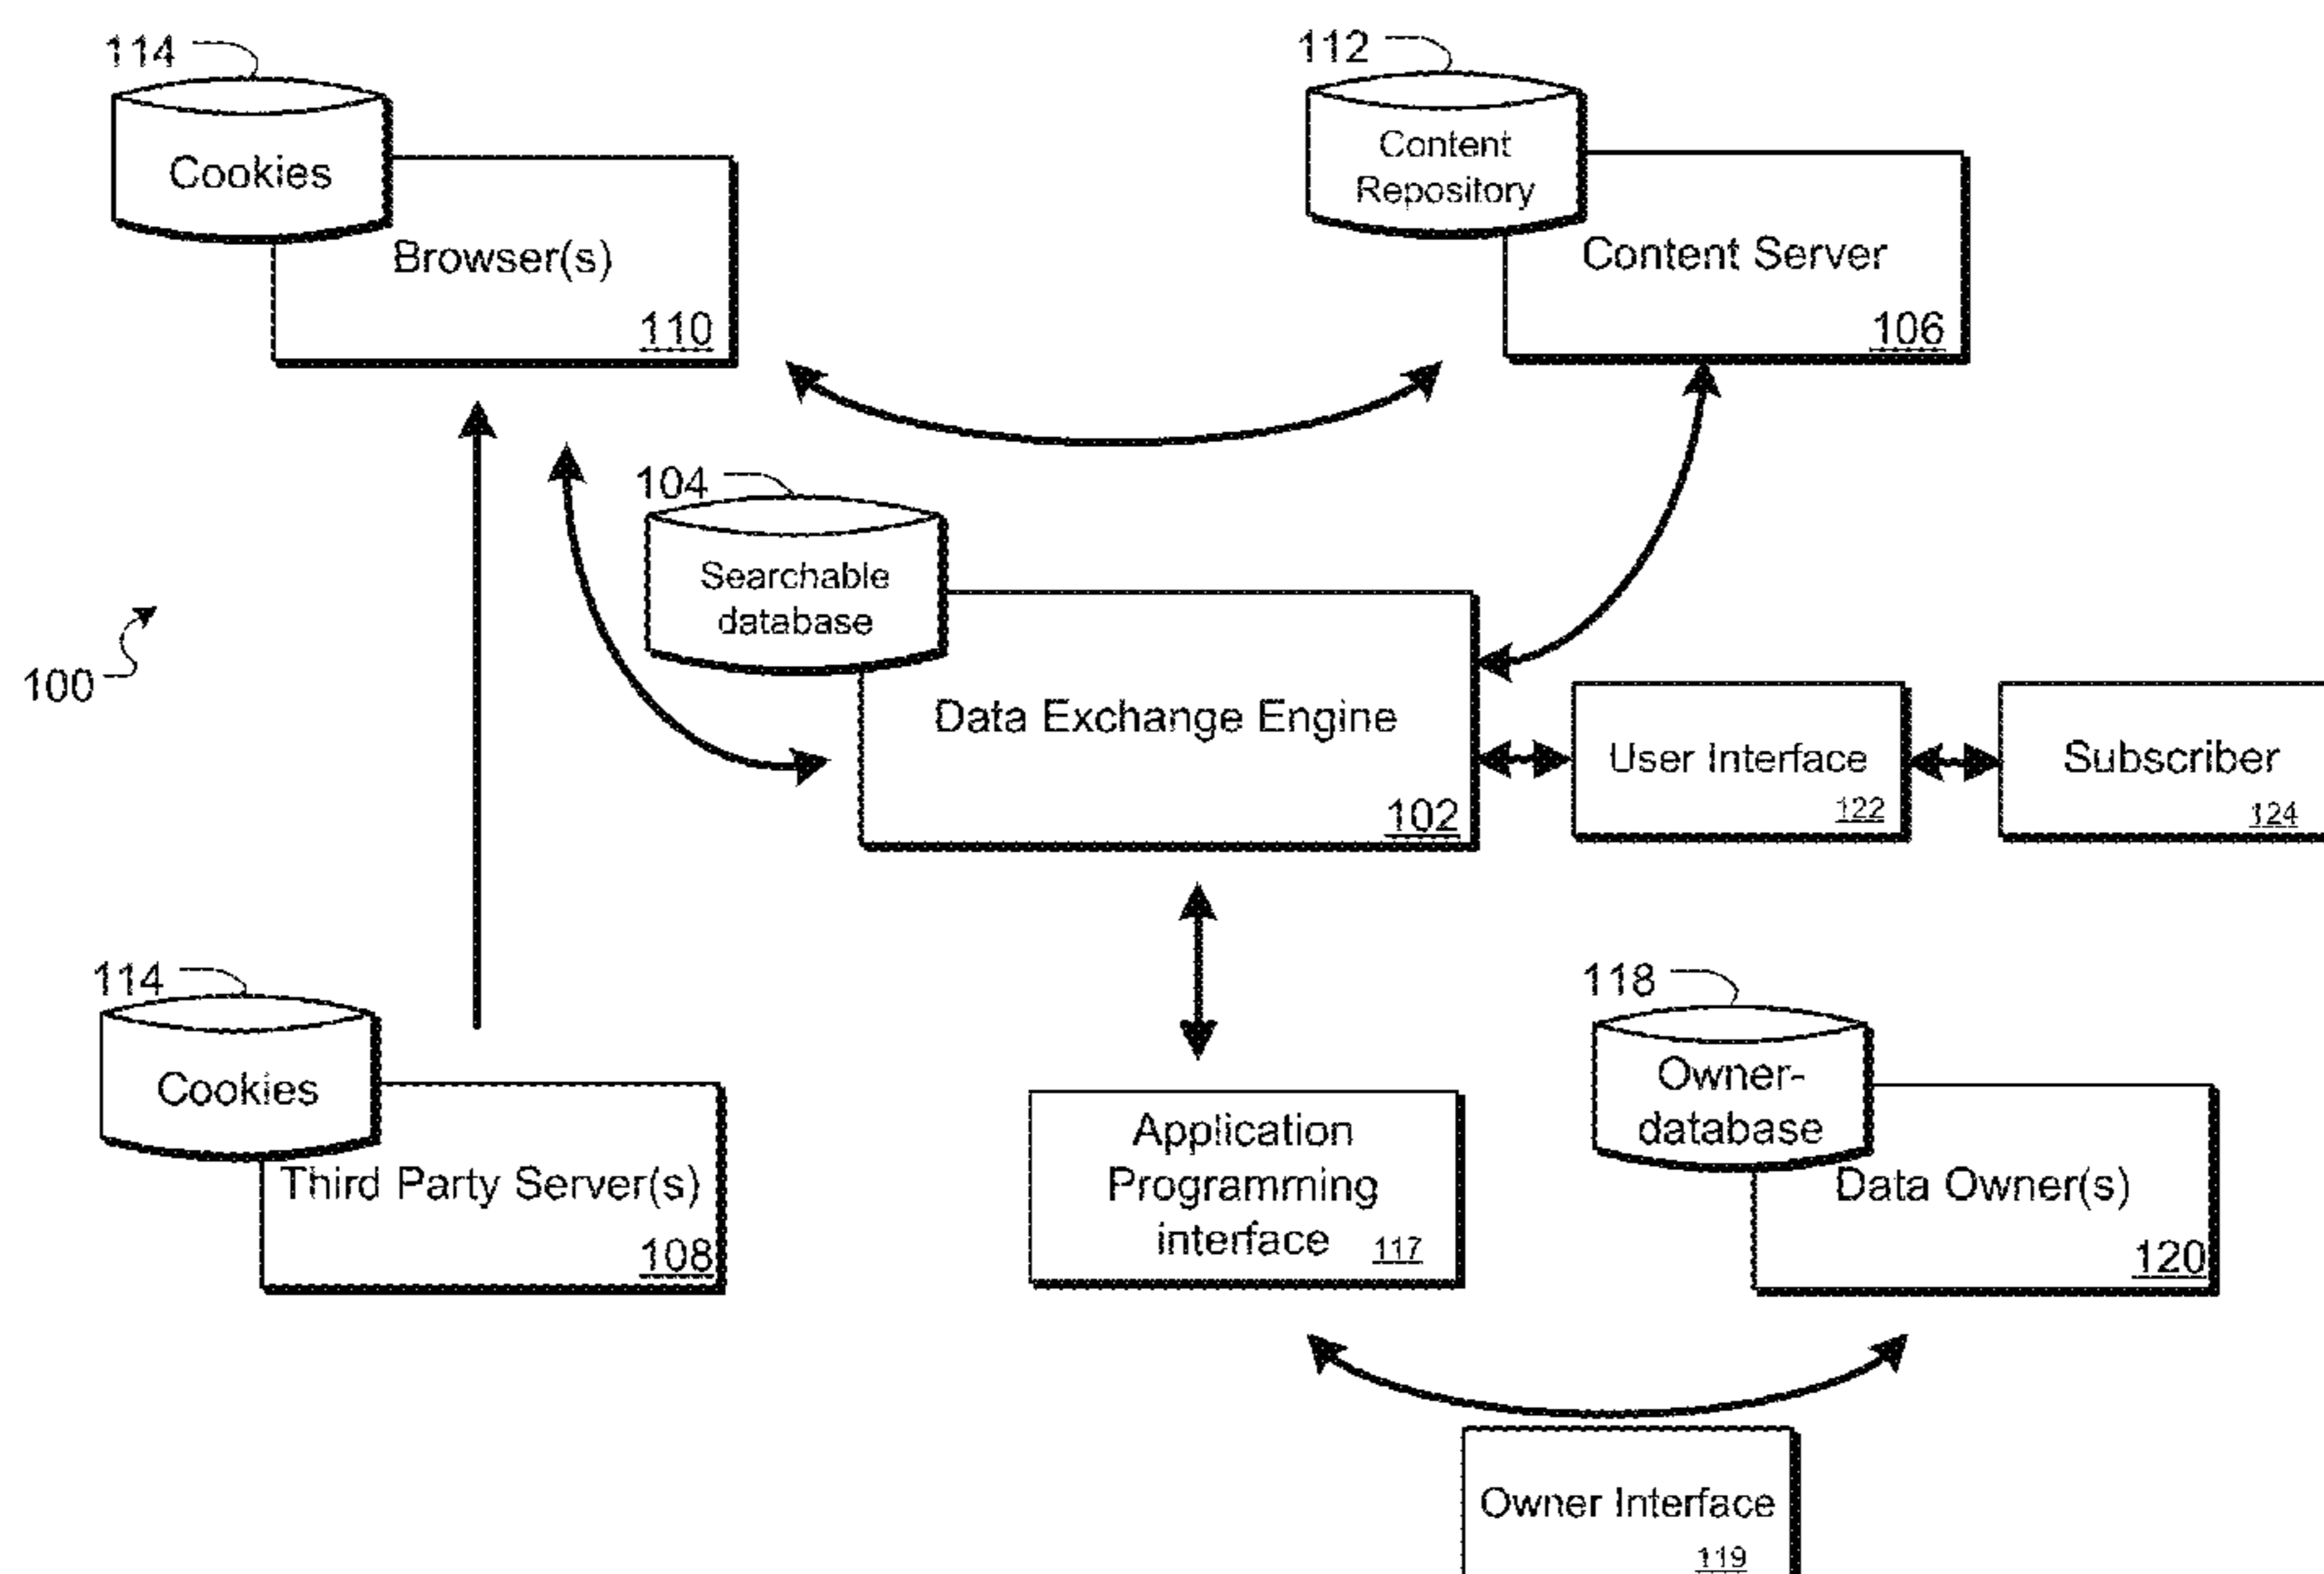 114
Cookies
Browser(s)
110
112
Content
Repository
Content Server
106
104
Searchable
database
Data Exchange Engine
102
User Interface
122
Subscriber
124
100
114
Cookies
Third Party Server(s)
108
Application
Programming
interface
117
118
Owner-
database
Data Owner(s)
120
Owner Interface
119